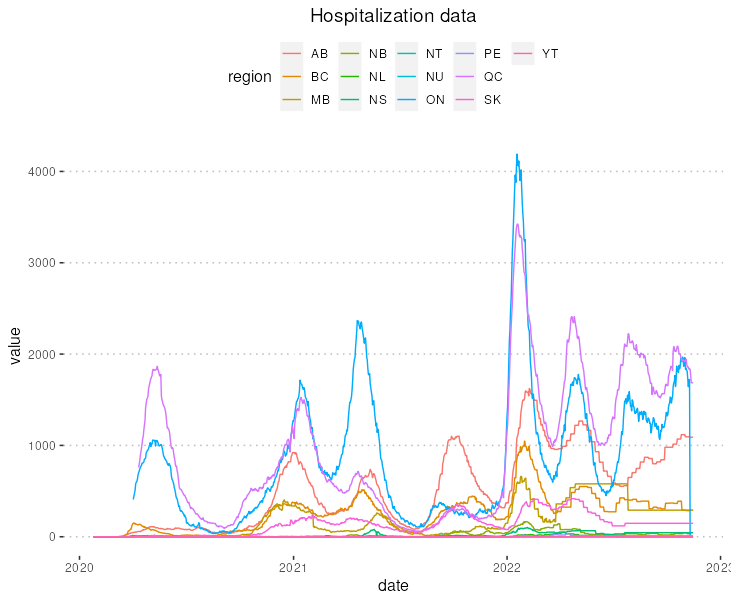 Hospitalization data
region
AB NB NT PE YT
BC NL NU QC
MB NS ON SK
value
4000
3000
2000
1000
0
2020 2021 2022 2023
date